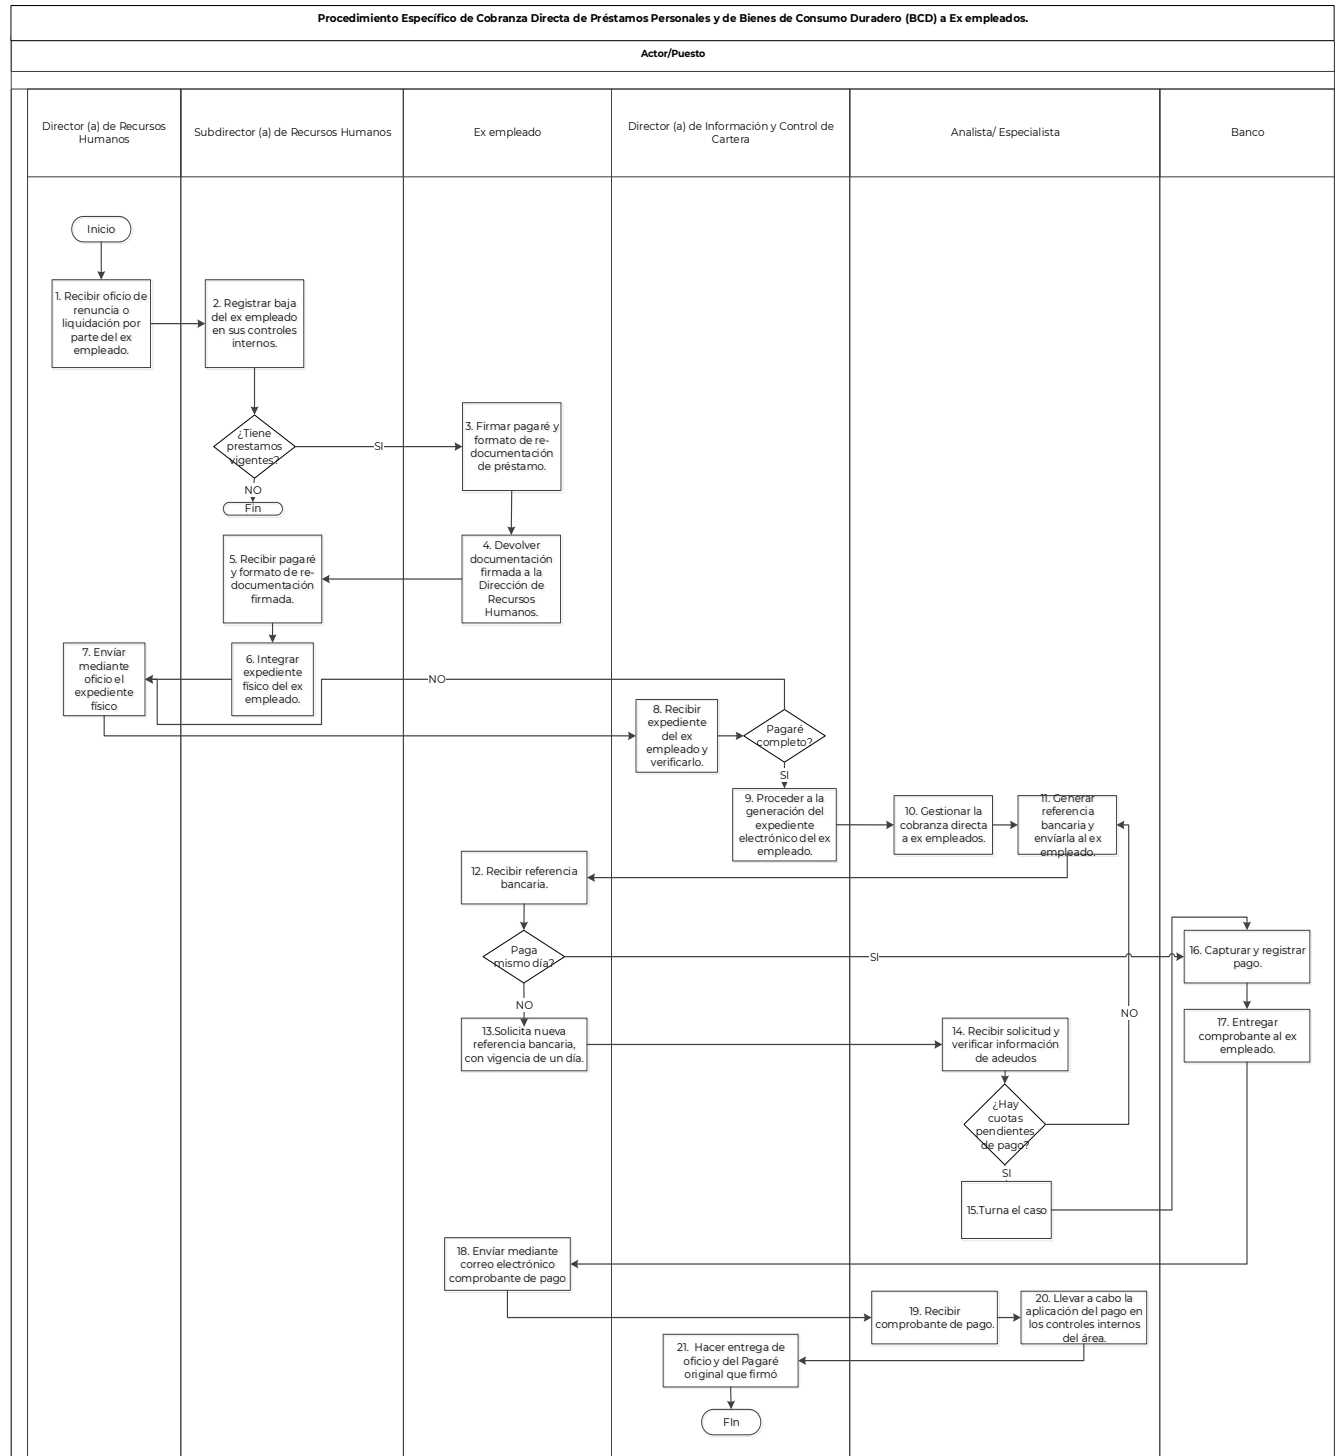 Procedimiento Específico de Cobranza Directa de Préstamos Personales y de Bienes de Consumo Duradero (BCD) a Ex empleados.
Actor/Puesto
Director (a) de Recursos
Humanos
Subdirector (a) de Recursos Humanos
Ex empleado
Director (a) de Información y Control de
Cartera
Analista/ Especialista
Banco
Inicio
1. Recibir oficio de
renuncia o
liquidación por
parte del ex
empleado.
2. Registrar baja
del ex empleado
en sus controles
internos.
¿Tiene
prestamos
vigentes?
SI
NO
Fin
3. Firmar pagaré y
formato de re-
documentación
de préstamo.
4. Devolver
documentación
firmada a la
Dirección de
Recursos
Humanos.
5. Recibir pagaré
y formato de re-
documentación
firmada.
6. Integrar
expediente
físico del ex
empleado.
7. Envíar
mediante
oficio el
expediente
físico
NO
8. Recibir
expediente
del ex
empleado y
verificarlo.
Pagaré
completo?
SI
9. Proceder a la
generación del
expediente
electrónico del ex
empleado.
10. Gestionar la
cobranza directa
a ex empleados.
11. Generar
referencia
bancaria y
envíarla al ex
empleado.
12. Recibir referencia
bancaria.
Paga
mismo día?
SI
NO
13.Solicita nueva
referencia bancaria,
con vigencia de un día.
14. Recibir solicitud y
verificar información
de adeudos
¿Hay
cuotas
pendientes
de pago?
NO
SI
15.Turna el caso
16. Capturar y registrar
pago.
17. Entregar
comprobante al ex
empleado.
18. Envíar mediante
correo electrónico
comprobante de pago
19. Recibir
comprobante de pago.
20. Llevar a cabo la
aplicación del pago en
los controles internos
del área.
21. Hacer entrega de
oficio y del Pagaré
original que firmó
FIn